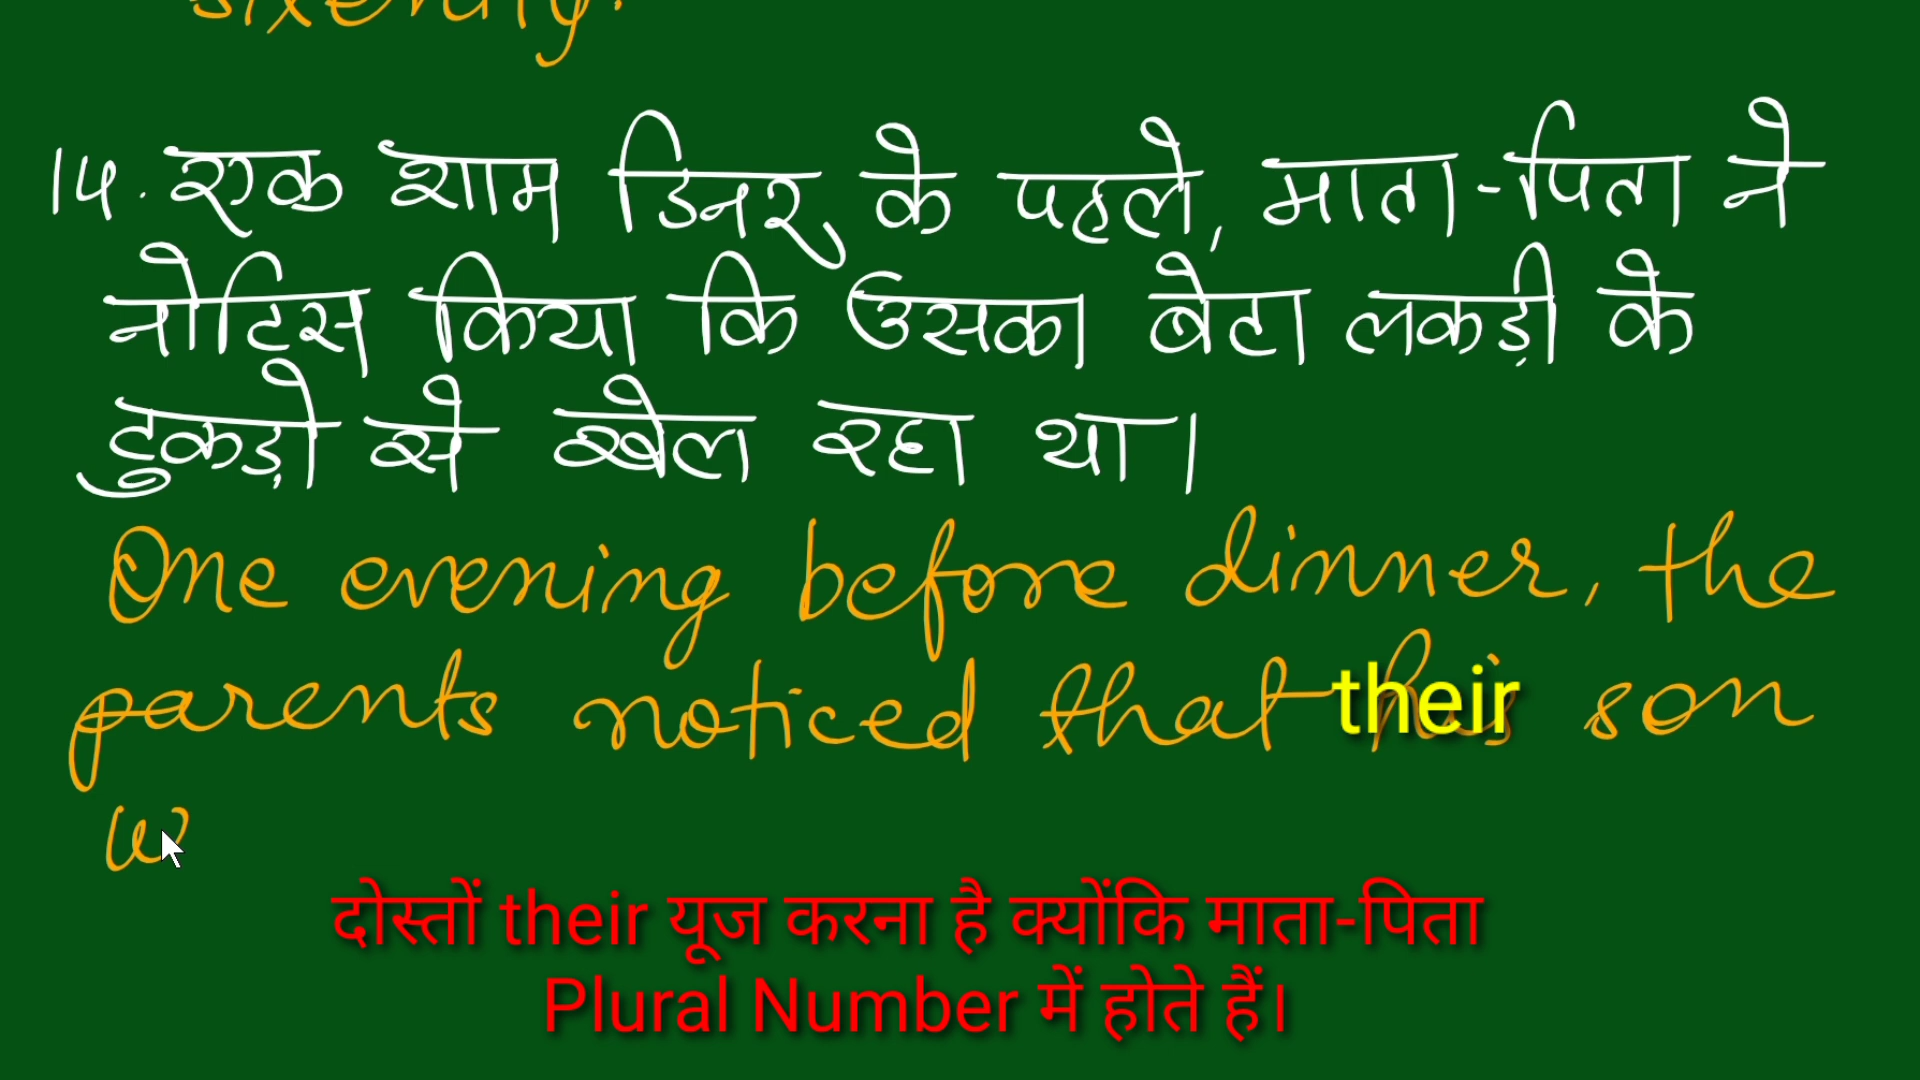 14. एक शाम डिनर के पहले, माता-पिता ने
नोटिस किया कि उसका बेटा लकड़ी के
टुकड़ो से खेल रहा था।
One evening before dinner, the
parents noticed that their son
w
दोस्तों their यूज करना है क्योंकि माता-पिता
Plural Number में होते हैं।